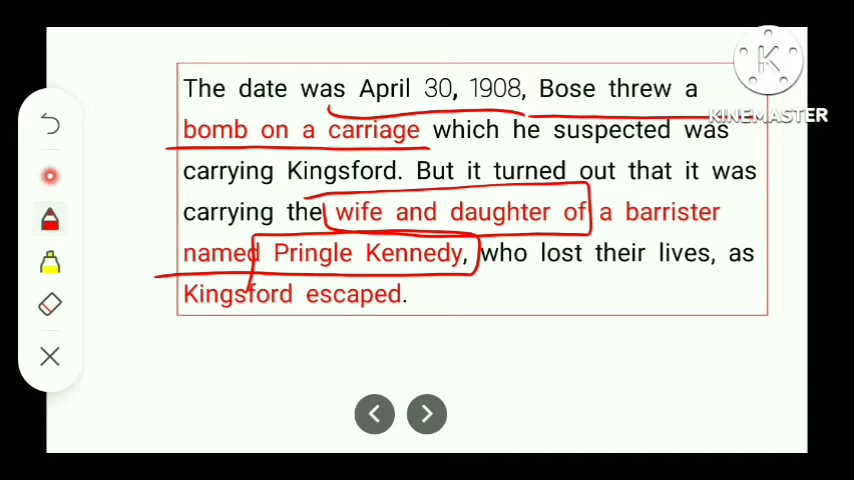 The date was April 30, 1908, Bose threw a
KINEMASTER
bomb on a carriage which he suspected was
carrying Kingsford. But it turned out that it was
carrying the wife and daughter of a barrister
named Pringle Kennedy, who lost their lives, as
Kingsford escaped.